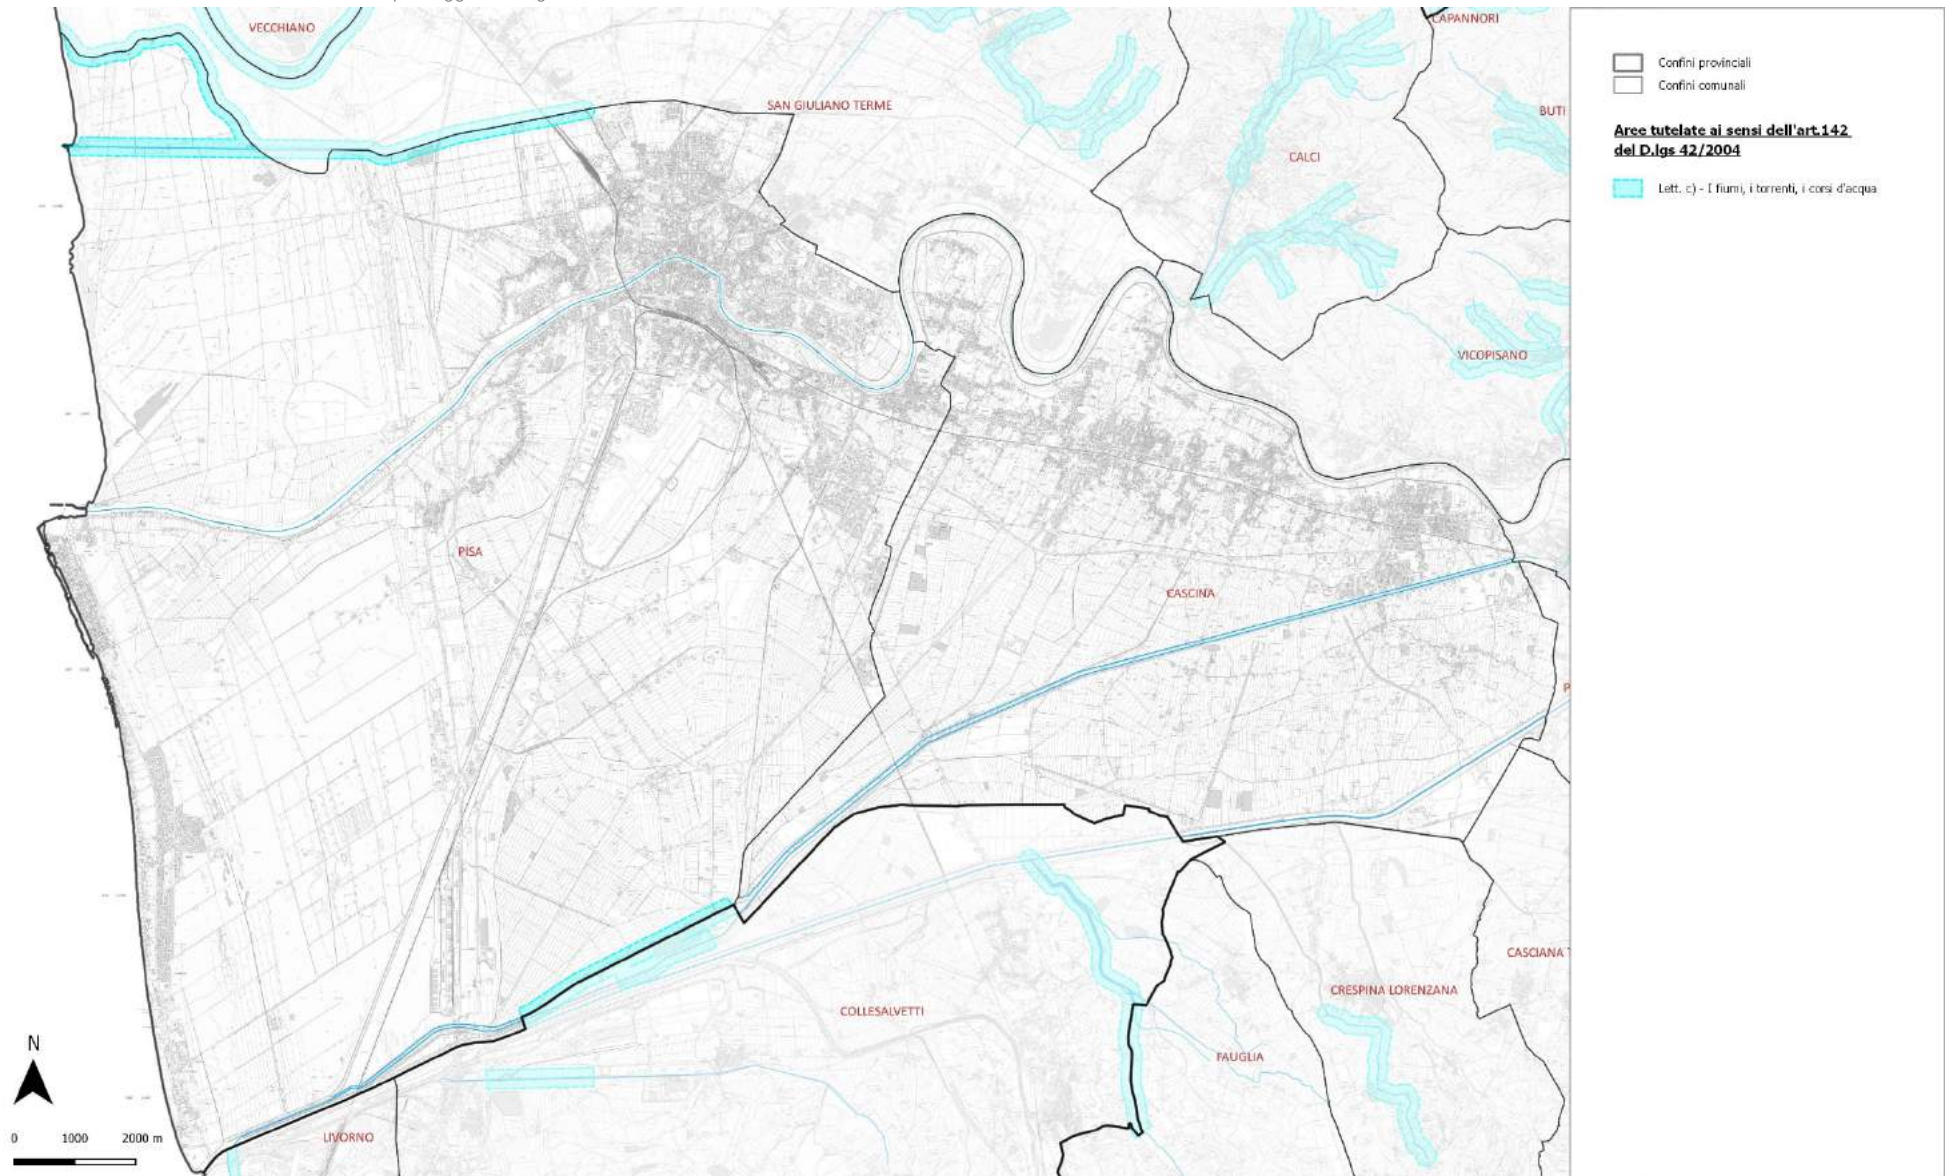 VECCHIANO
CAPANNORI
SAN GIULIANO TERME
BUTI
CALCI
VICOPISANO
PISA
CASCINA
P
CASCIANA T
CRESPINA LORENZANA
COLLESALVETTI
FAUGLIA
LIVORNO
N
0 1000 2000 m
Confini provinciali
Confini comunali
Aree tutelate ai sensi dell'art.142
del D.lgs 42/2004
Lett. c) - I fiumi, i torrenti, i corsi d'acqua